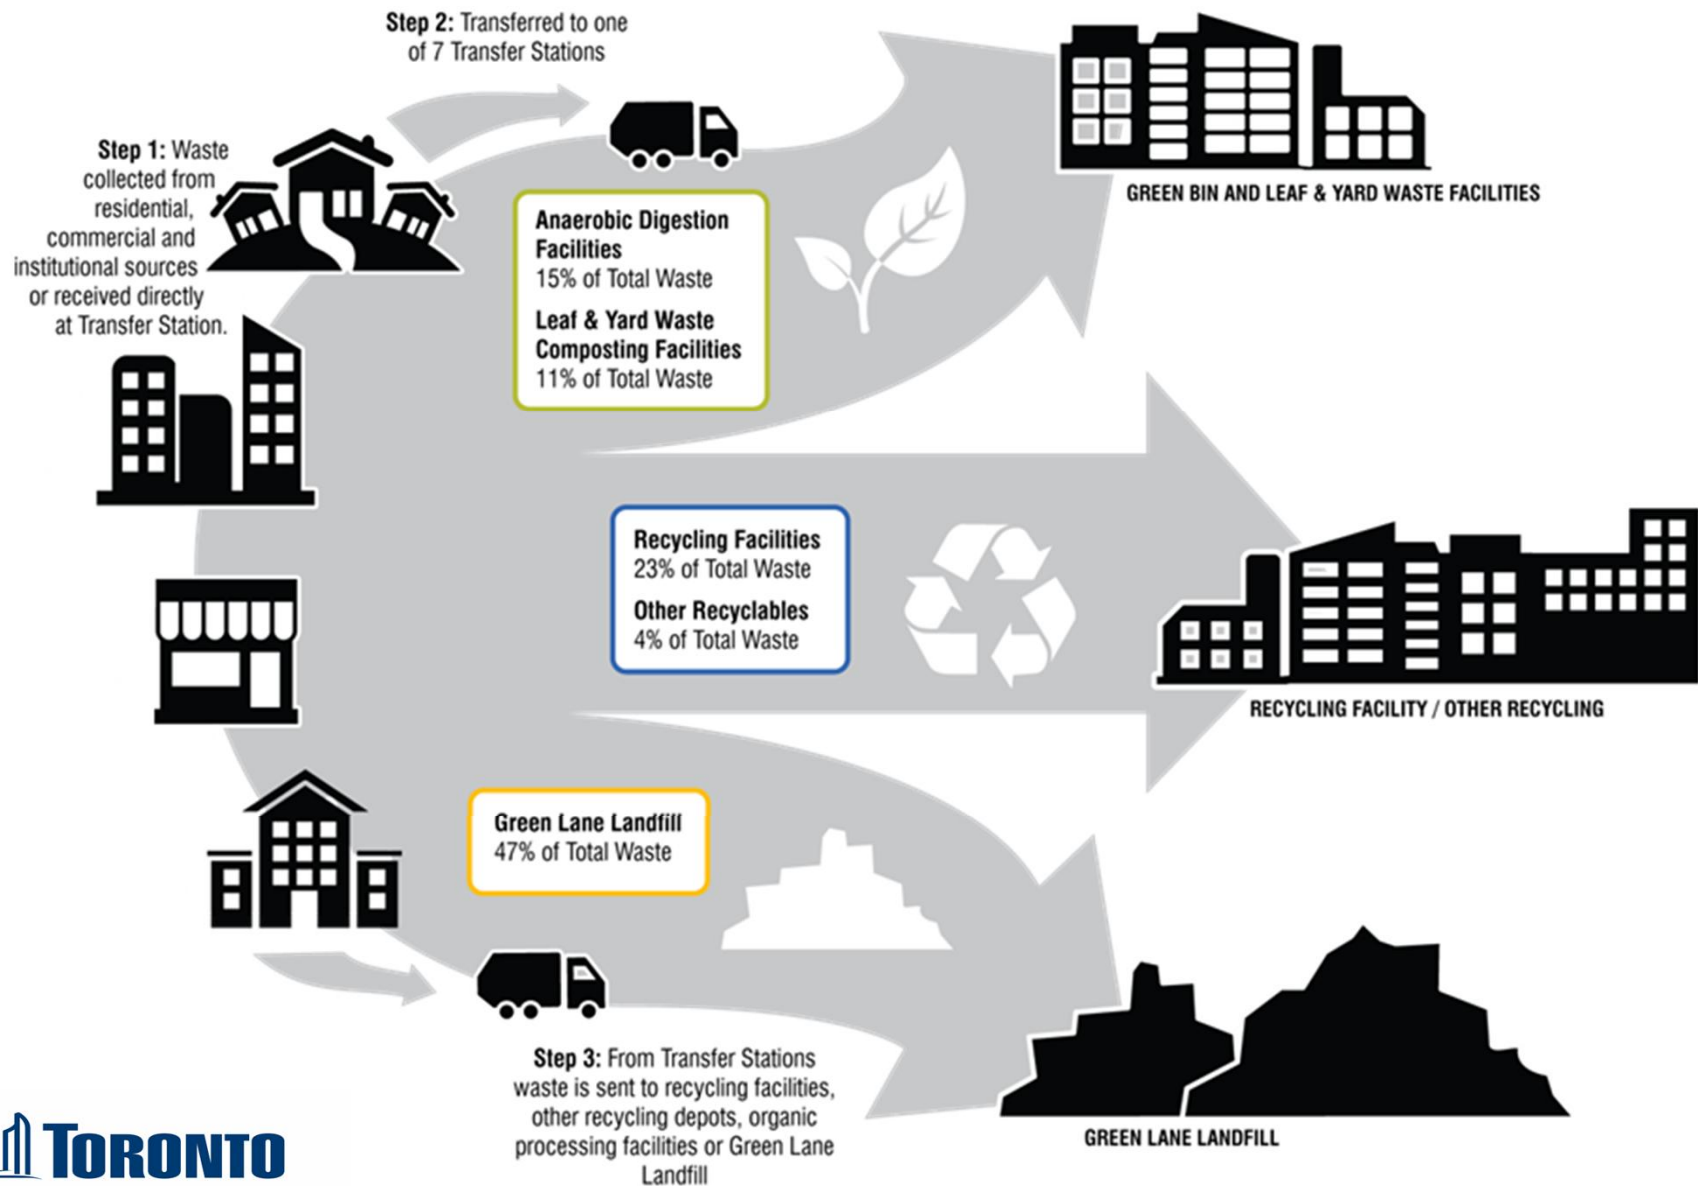 Step 2: Transferred to one
of 7 Transfer Stations
Step 1: Waste
collected from
residential,
commercial and
institutional sources
or received directly
at Transfer Station.
Anaerobic Digestion
Facilities
15% of Total Waste
Leaf & Yard Waste
Composting Facilities
11% of Total Waste
GREEN BIN AND LEAF & YARD WASTE FACILITIES
Recycling Facilities
23% of Total Waste
Other Recyclables
4% of Total Waste
RECYCLING FACILITY / OTHER RECYCLING
Green Lane Landfill
47% of Total Waste
Step 3: From Transfer Stations
waste is sent to recycling facilities,
other recycling depots, organic
processing facilities or Green Lane
Landfill
GREEN LANE LANDFILL
TORONTO